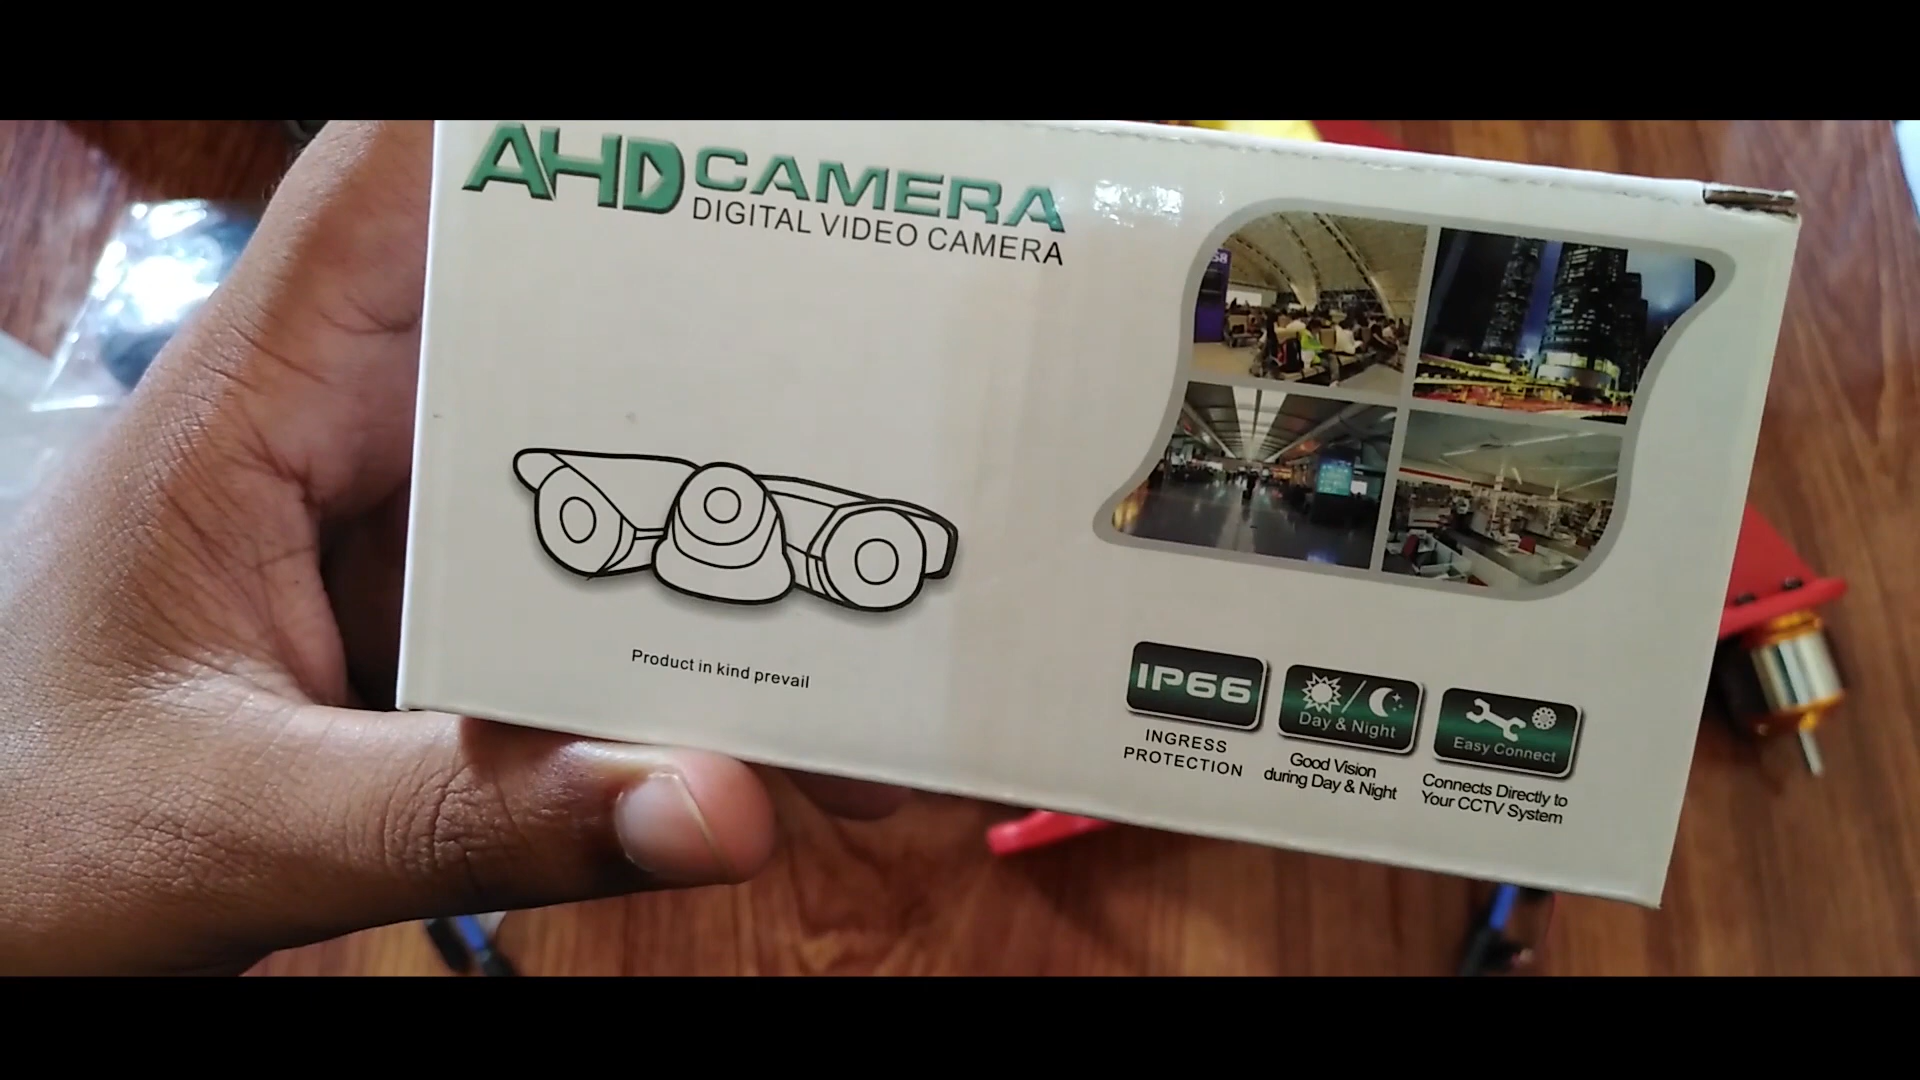 AHD CAMERA
DIGITAL VIDEO CAMERA
Product in kind prevail
IP66
INGRESS
PROTECTION
Day & Night
Good Vision
during Day & Night
Easy Connect
Connects Directly to
Your CCTV System